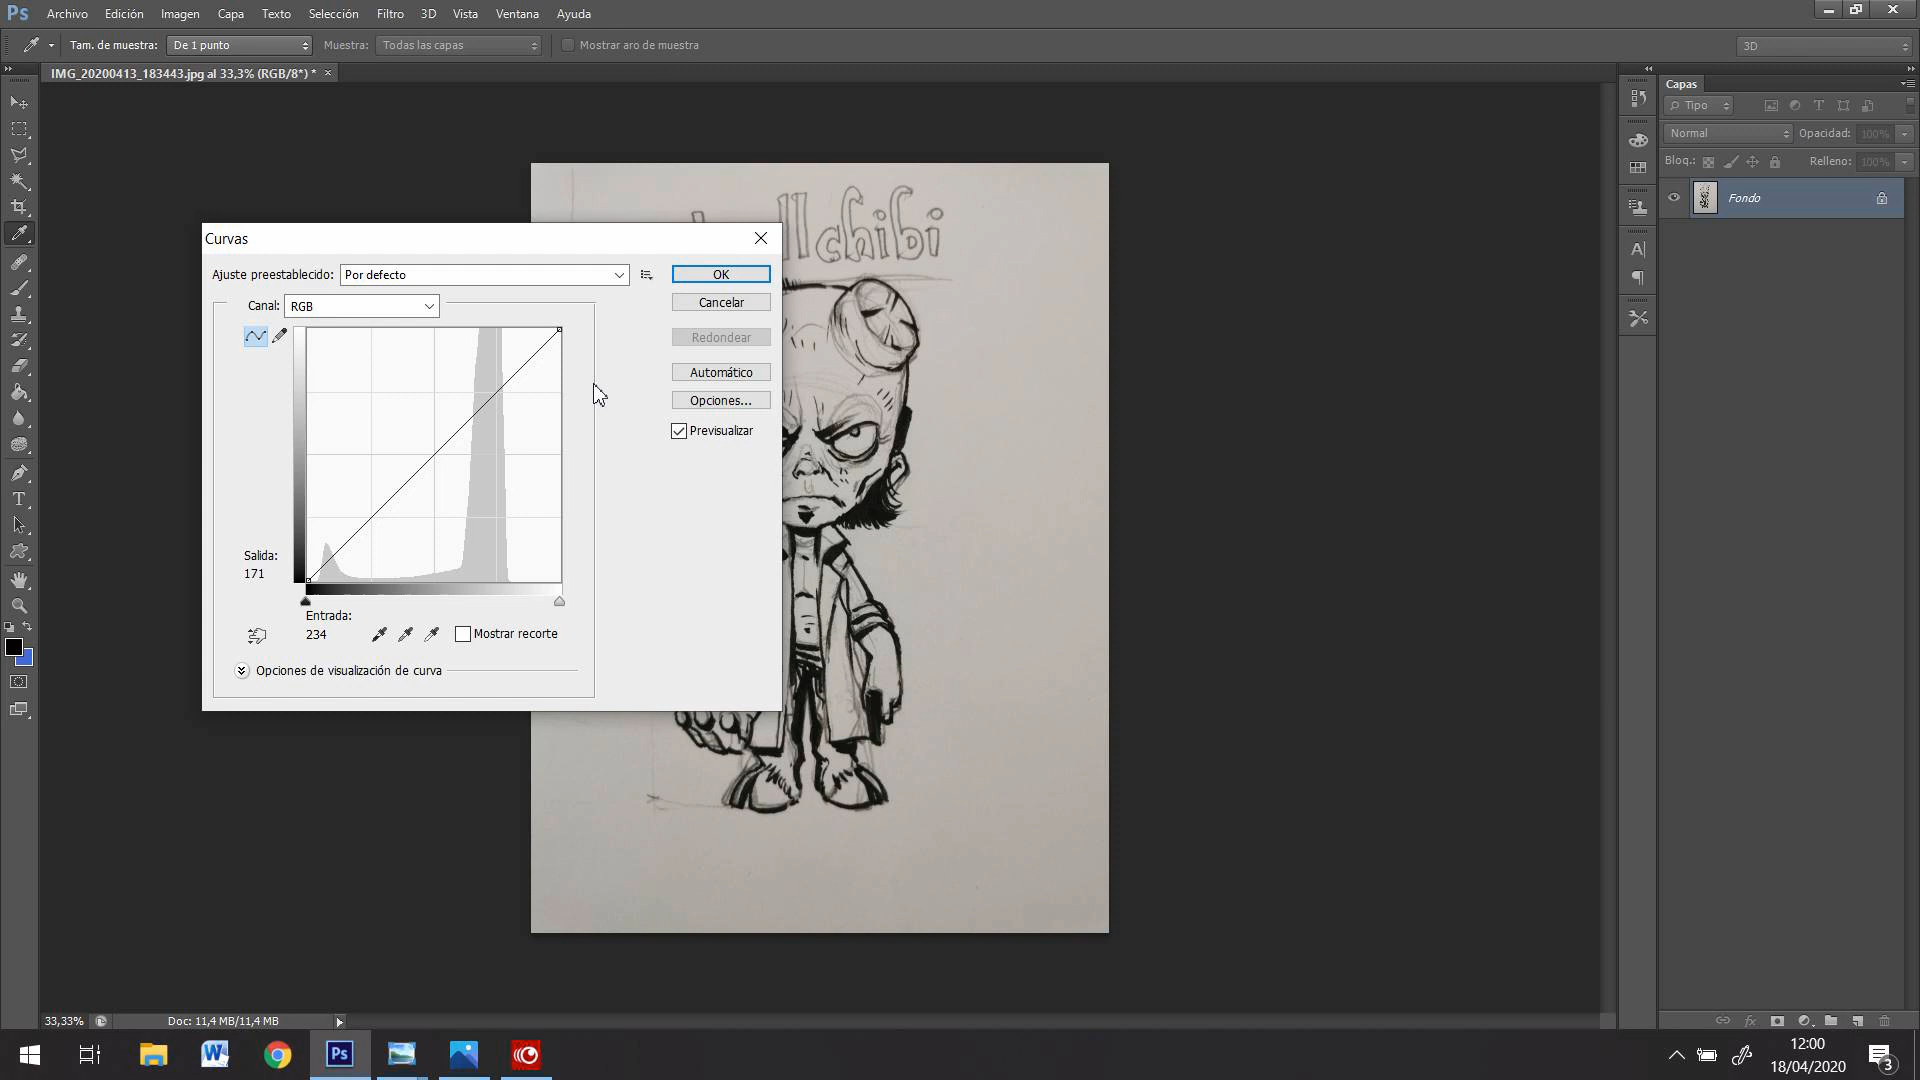 Ps Archivo Edición Imagen Capa Texto Selección Filtro 3D Vista Ventana Ayuda
Tam. de muestra: De 1 punto Muestra: Todas las capas Mostrar aro de muestra 3D
IMG_20200413_183443.jpg al 33,3% (RGB/8*) * ×
Capas
Tipo
Normal Opacidad: 100%
Bloq.: Relleno: 100%
Fondo
chibi
Curvas
Ajuste preestablecido: Por defecto OK
Canal: RGB Cancelar
Redondear
Automático
Opciones...
Previsualizar
Salida:
171
Entrada:
234 Mostrar recorte
Opciones de visualización de curva
33,33% Doc: 11,4 MB/11,4 MB
12:00
18/04/2020
3